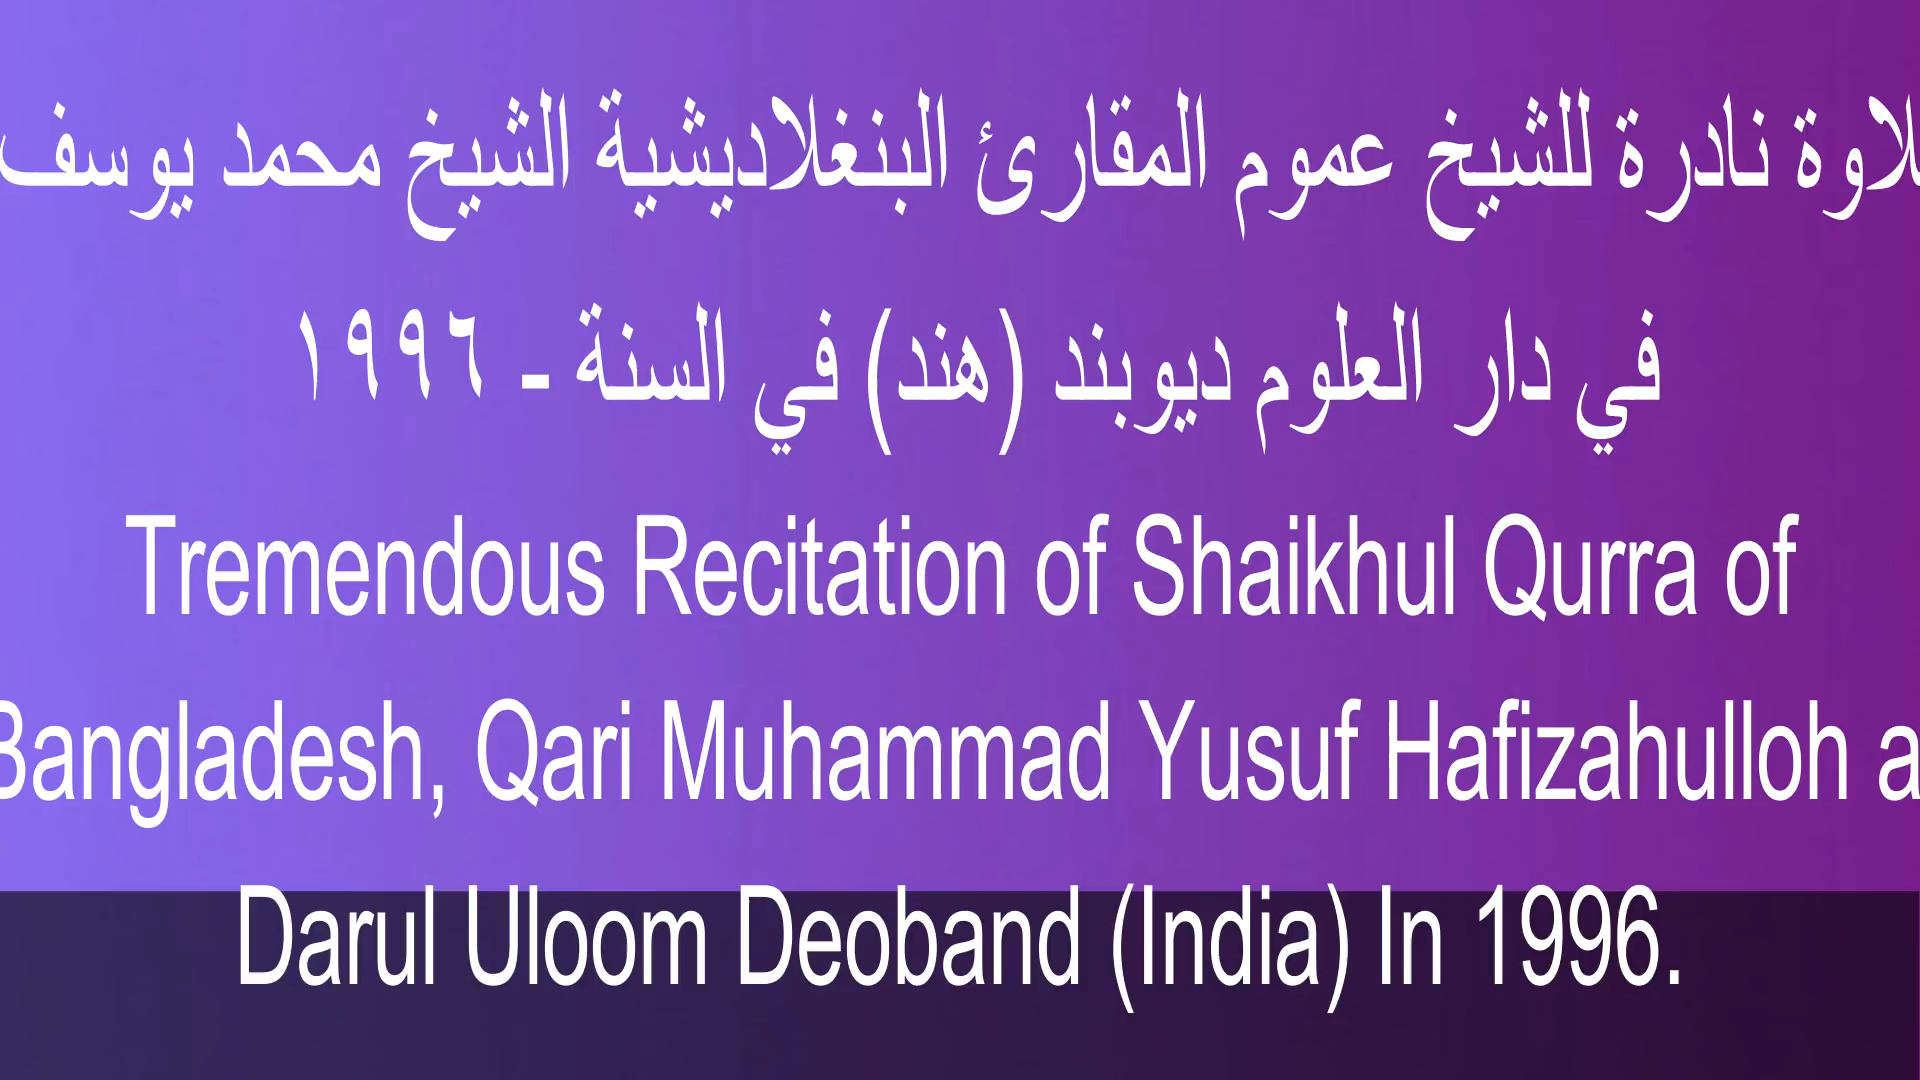 لاوة نادرة للشيخ عموم المقارئ البنغلاديشية الشيخ محمد يوسف
في دار العلوم ديوبند (هند) في السنة - ١٩٩٦
Tremendous Recitation of Shaikhul Qurra of
Bangladesh, Qari Muhammad Yusuf Hafizahulloh a
Darul Uloom Deoband (India) In 1996.